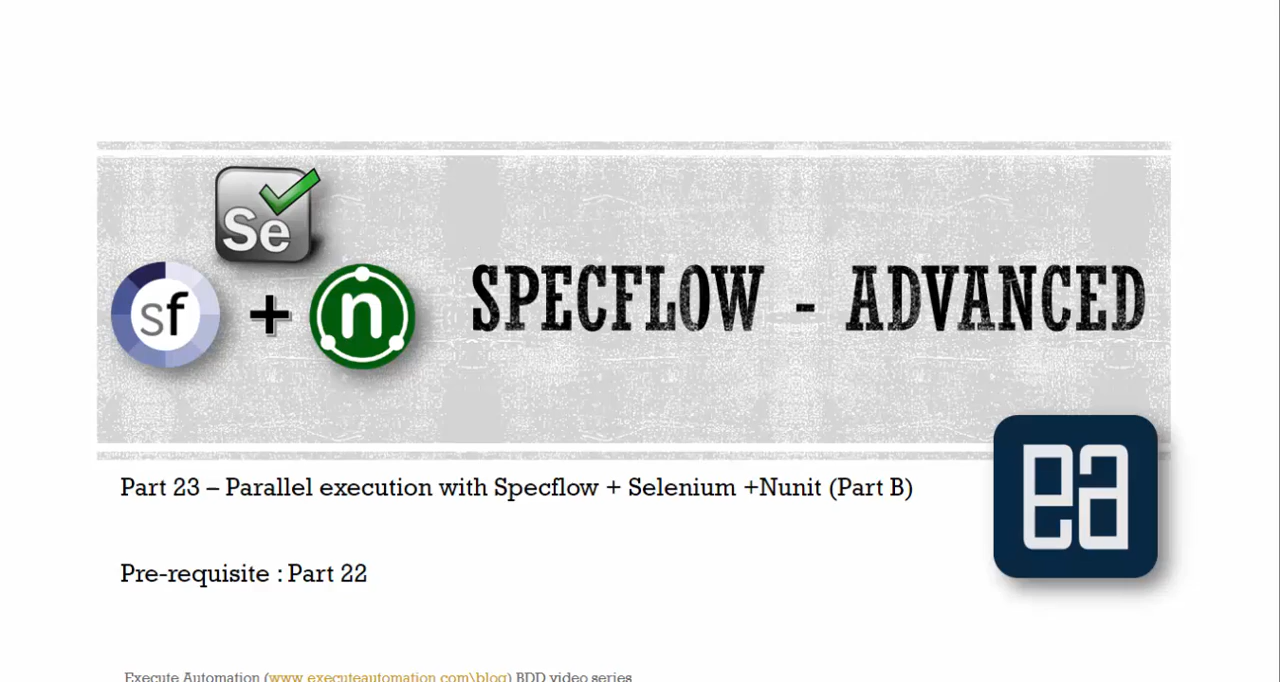 Se
sf + n
SPECFLOW - ADVANCED
ea
Part 23 – Parallel execution with Specflow + Selenium +Nunit (Part B)
Pre-requisite : Part 22
Execute Automation (www.executeautomation.com\blog) BDD video series